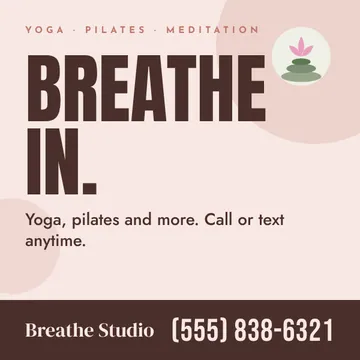 YOGA · PILATES · MEDITATION
BREATHE
IN.
Yoga, pilates and more. Call or text
anytime.
Breathe Studio (555) 838-6321